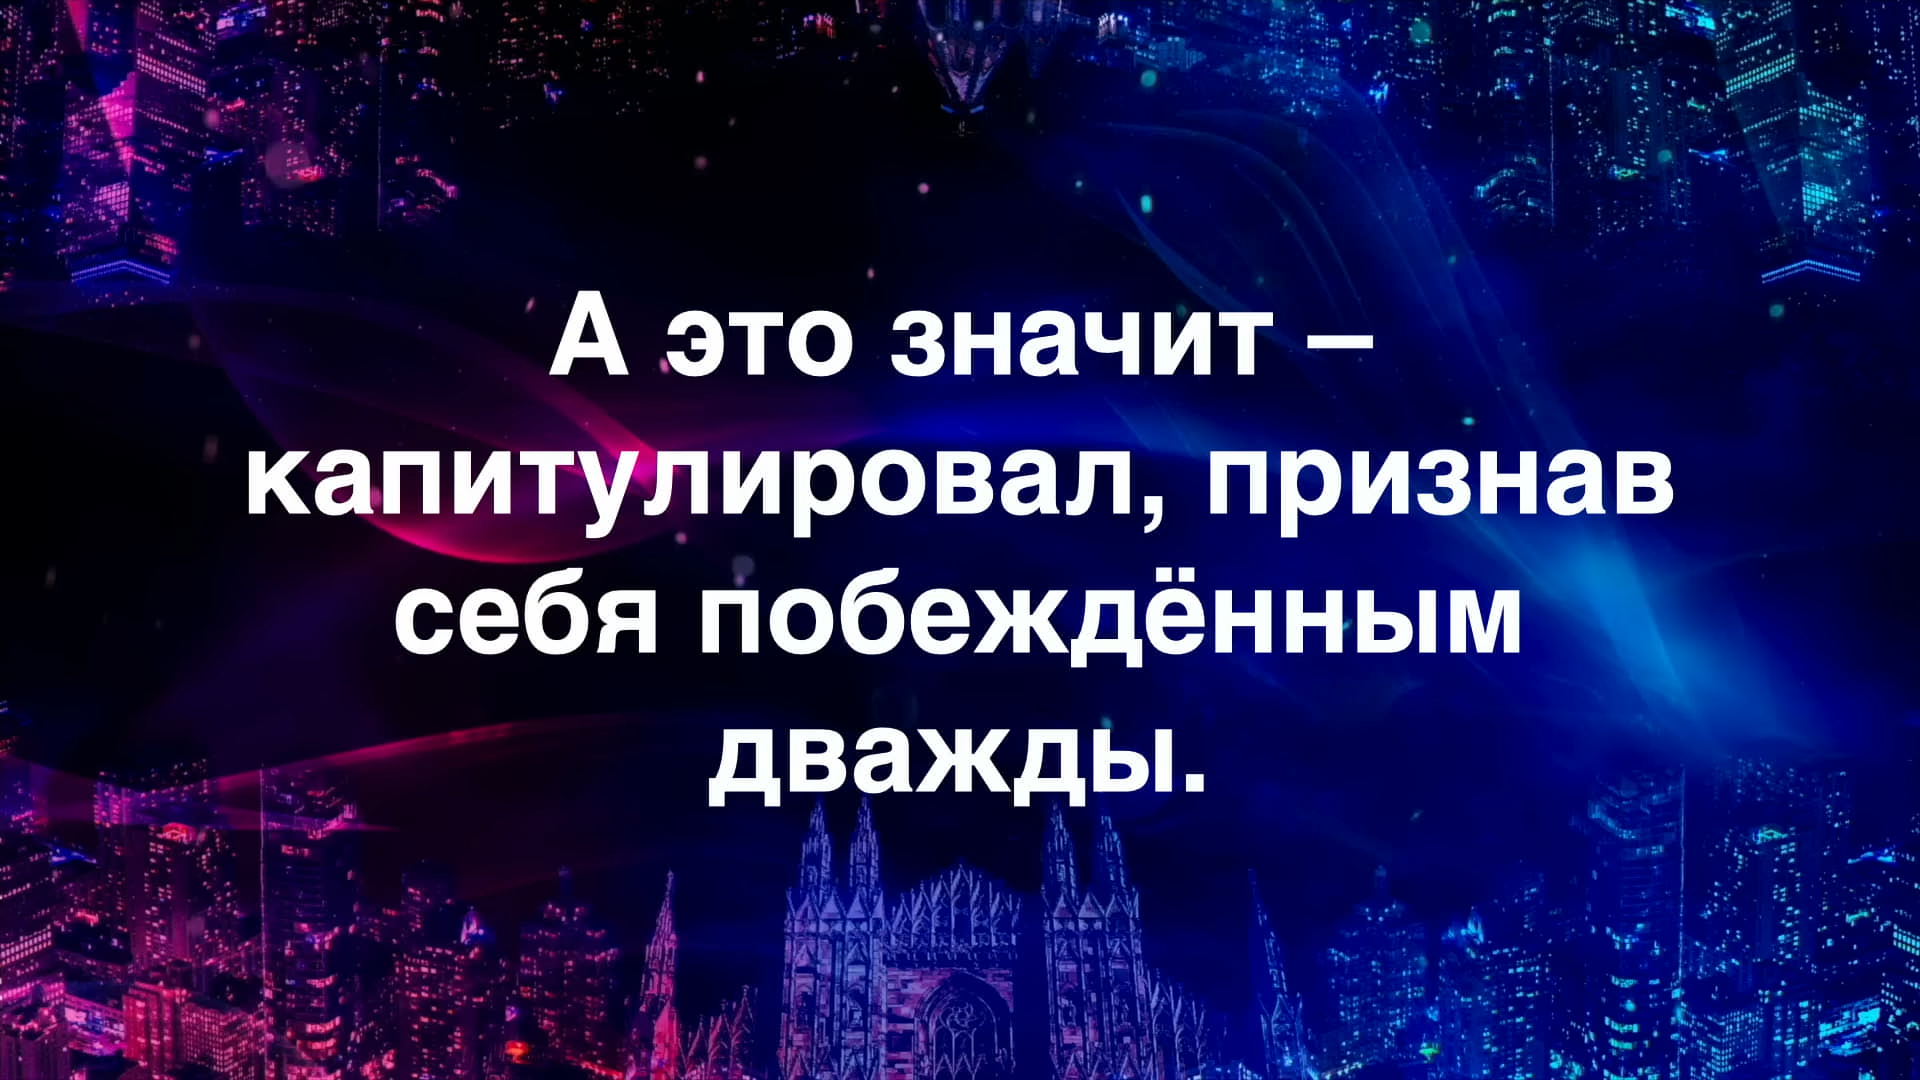 А это значит –
капитулировал, признав
себя побеждённым
дважды.